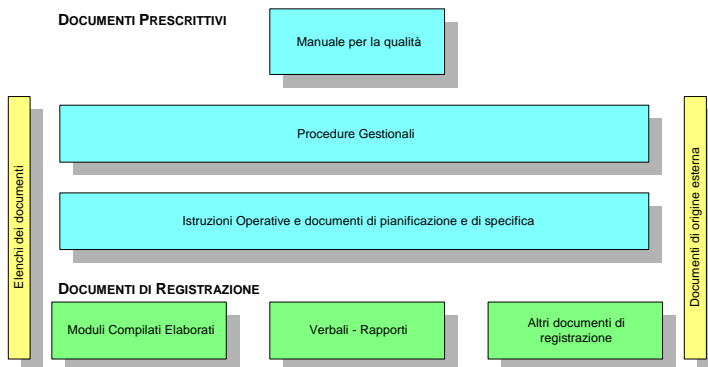 DOCUMENTI PRESCRITTIVI
Manuale per la qualità
Elenchi dei documenti
Procedure Gestionali
Documenti di origine esterna
Istruzioni Operative e documenti di pianificazione e di specifica
DOCUMENTI DI REGISTRAZIONE
Moduli Compilati Elaborati
Verbali - Rapporti
Altri documenti di
registrazione